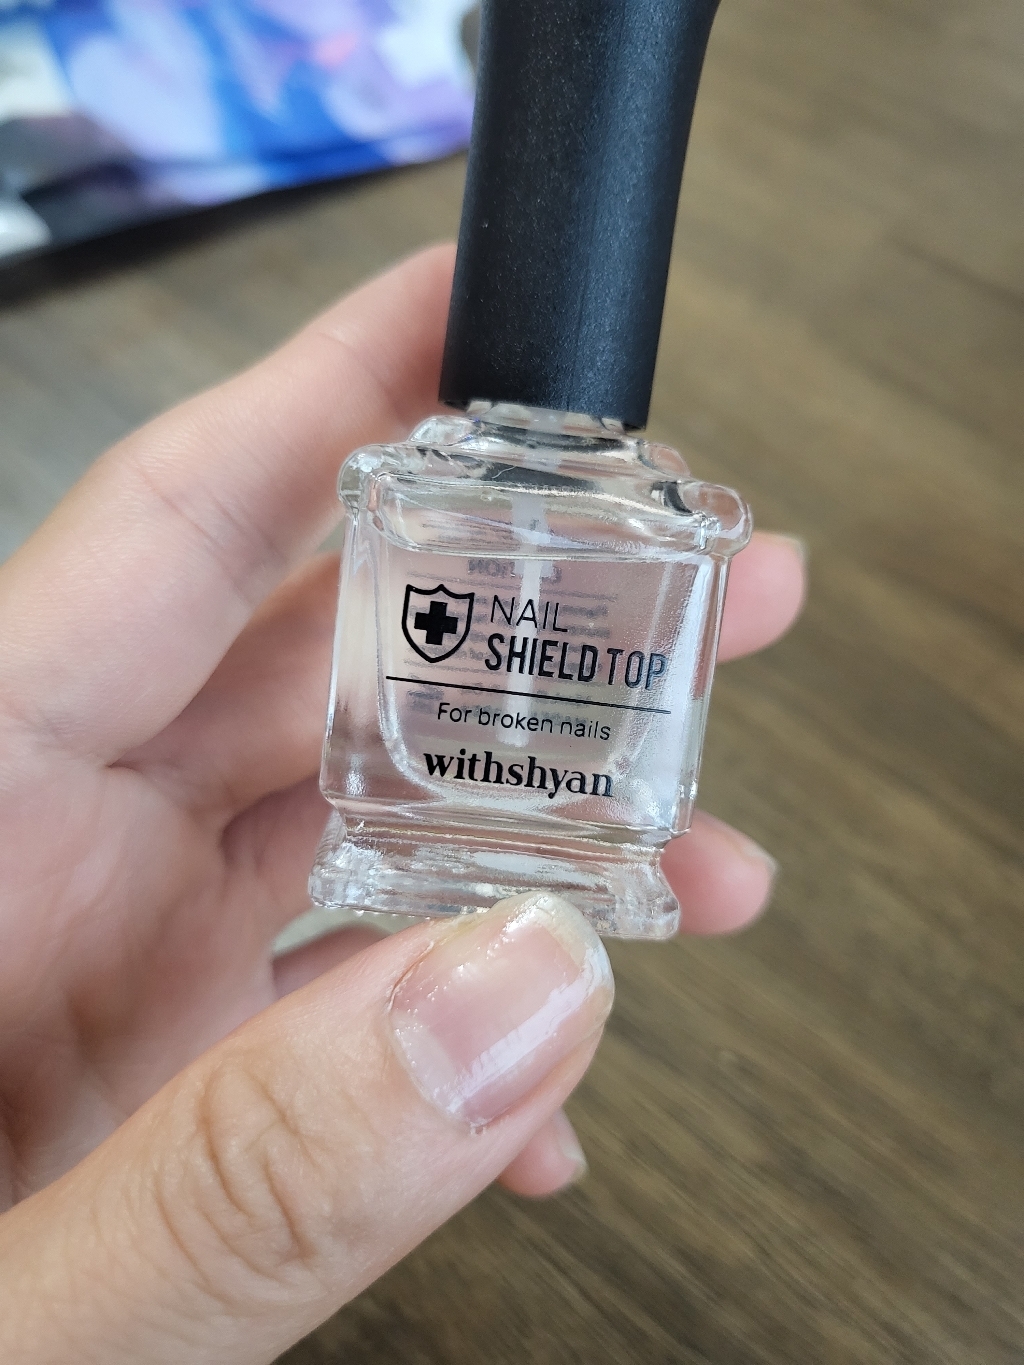 NAIL
SHIELD TOP
For broken nails
withshyan